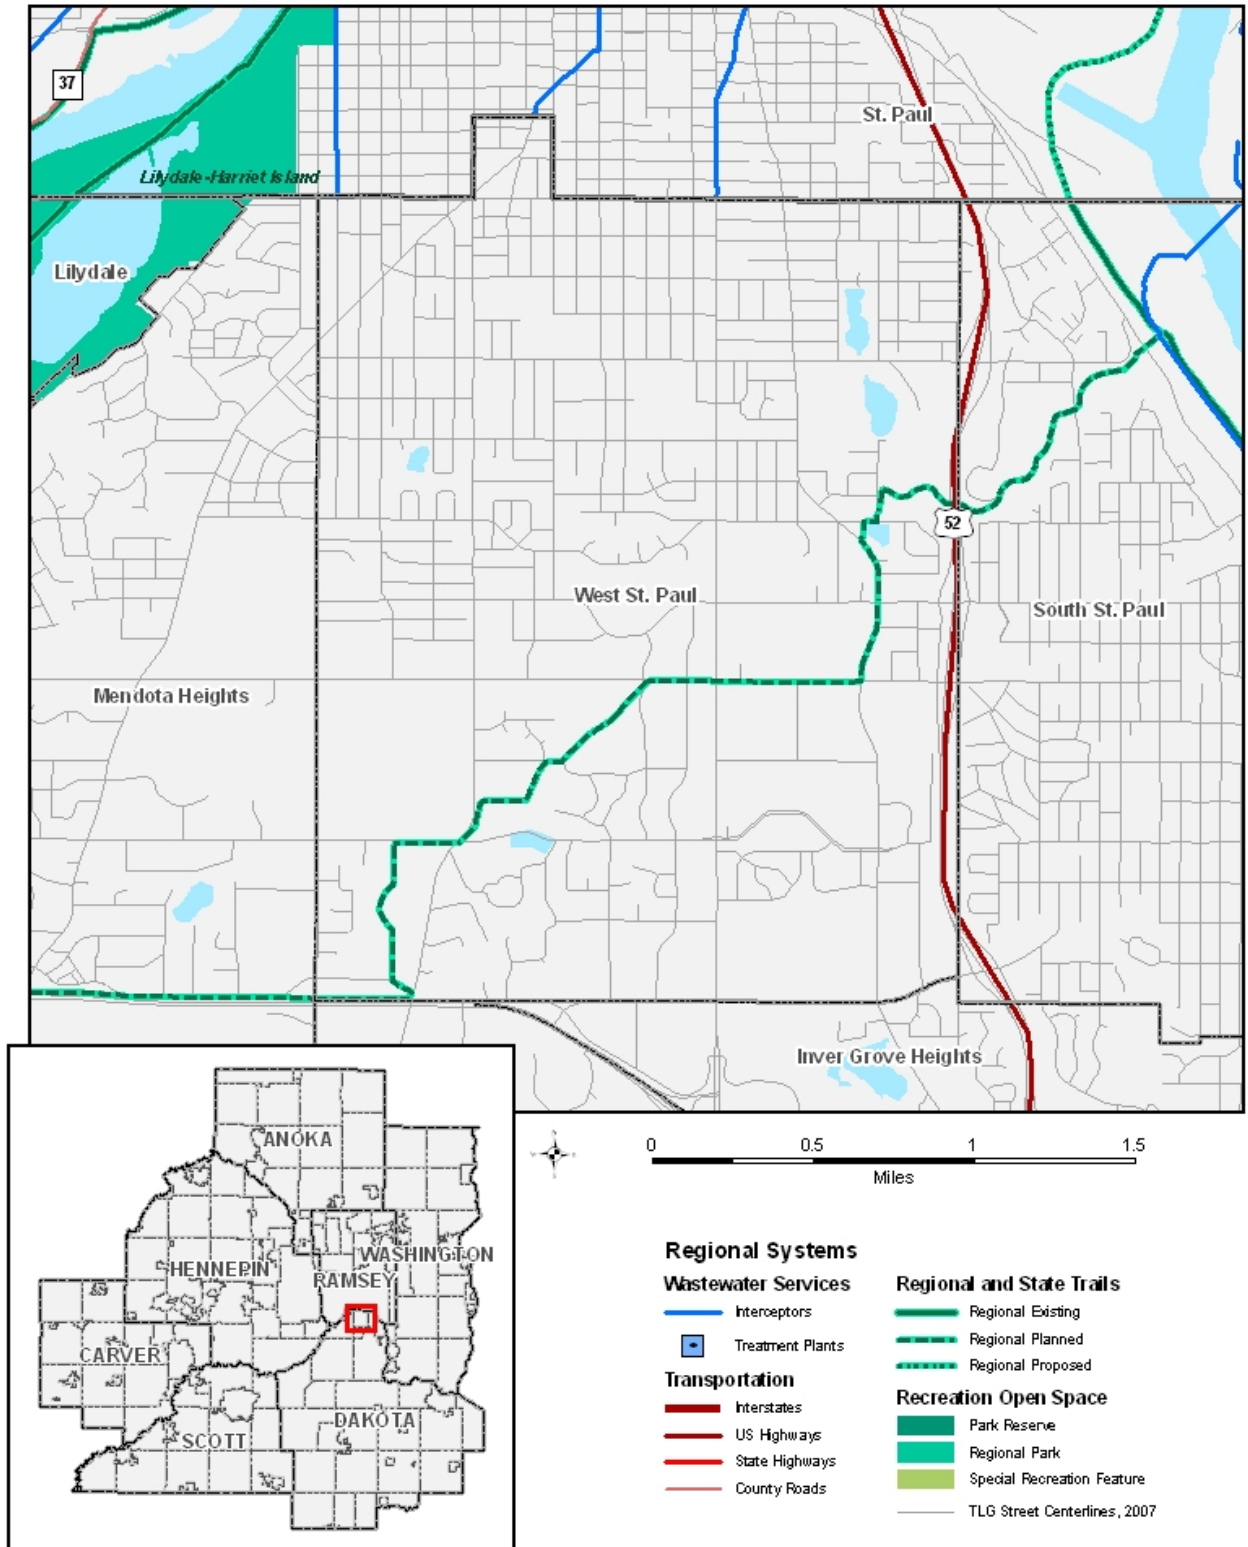 37
St. Paul
Lilydale-Harriet Island
Lilydale
52
West St. Paul
South St. Paul
Mendota Heights
Inver Grove Heights
ANOKA
WASHINGTON
HENNEPIN
RAMSEY
CARVER
DAKOTA
SCOTT
0 0.5 1 1.5
Miles
Regional Systems
Wastewater Services
Interceptors
Treatment Plants
Transportation
Interstates
US Highways
State Highways
County Roads
Regional and State Trails
Regional Existing
Regional Planned
Regional Proposed
Recreation Open Space
Park Reserve
Regional Park
Special Recreation Feature
TLG Street Centerlines, 2007